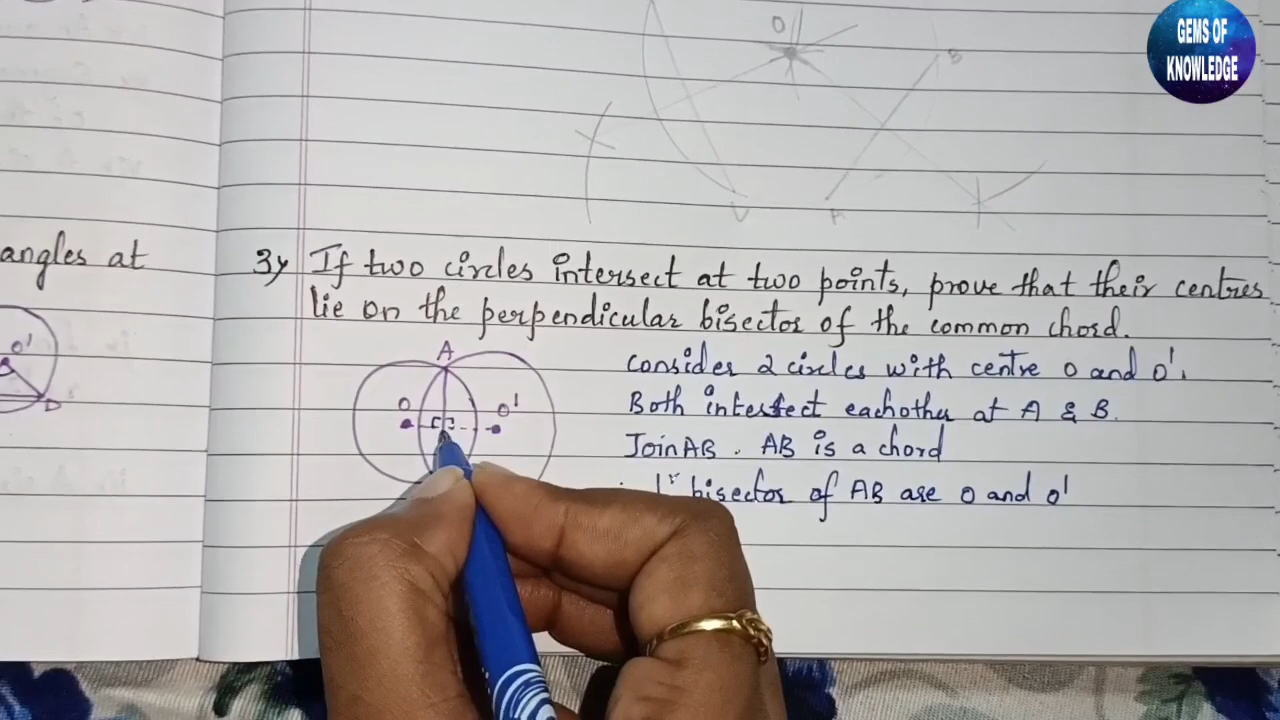 GEMS OF
KNOWLEDGE
O
B
angles at
O'
D
3) If two circles intersect at two points, prove that their centres
lie on the perpendicular bisector of the common chord.
A
O
O'
Consider 2 circles with centre O and O'.
Both intersect eachother at A & B.
Join AB. AB is a chord
bisector of AB are O and O'